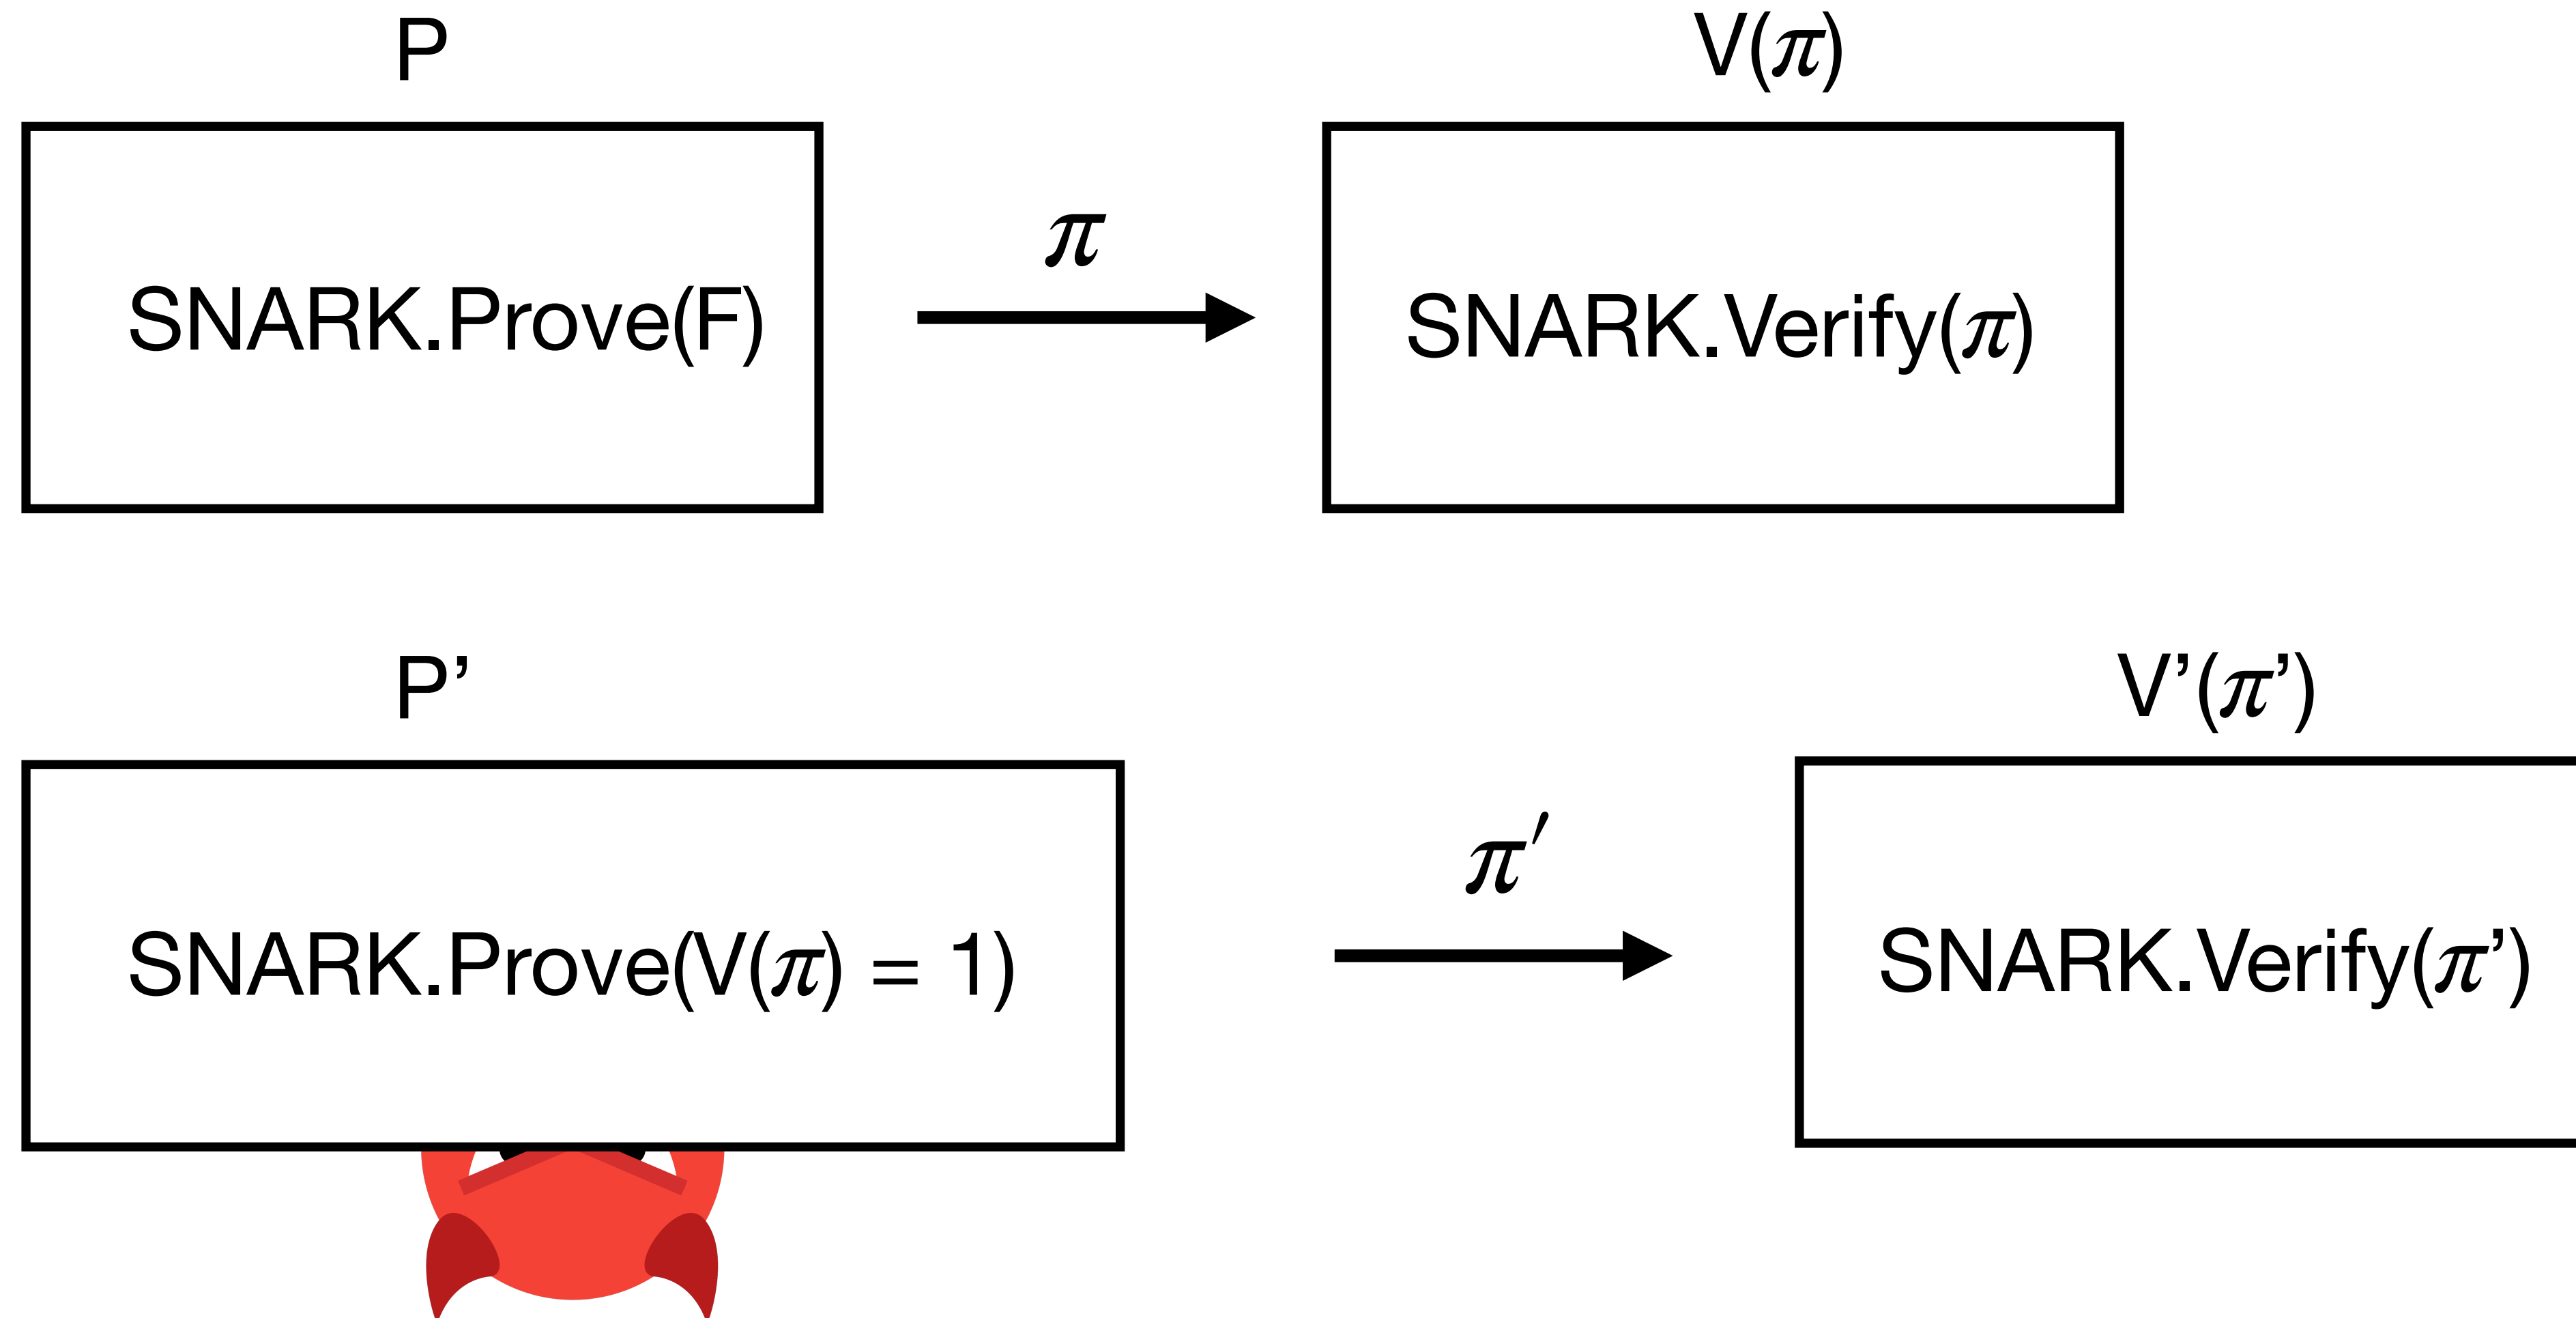 P
V(π)
SNARK.Prove(F)
π
SNARK.Verify(π)
P’
V’(π’)
SNARK.Prove(V(π) = 1)
π′
SNARK.Verify(π’)